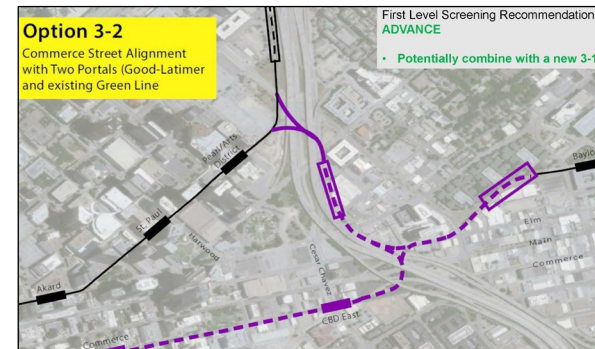 Option 3-2
Commerce Street Alignment
with Two Portals (Good-Latimer
and existing Green Line
First Level Screening Recommendation
ADVANCE
• Potentially combine with a new 3-1
Pearl/Arts
District
St. Paul
Harwood
Akard
Cesar Chavez
CBD East
Commerce
Baylor
Elm
Main
Commerce